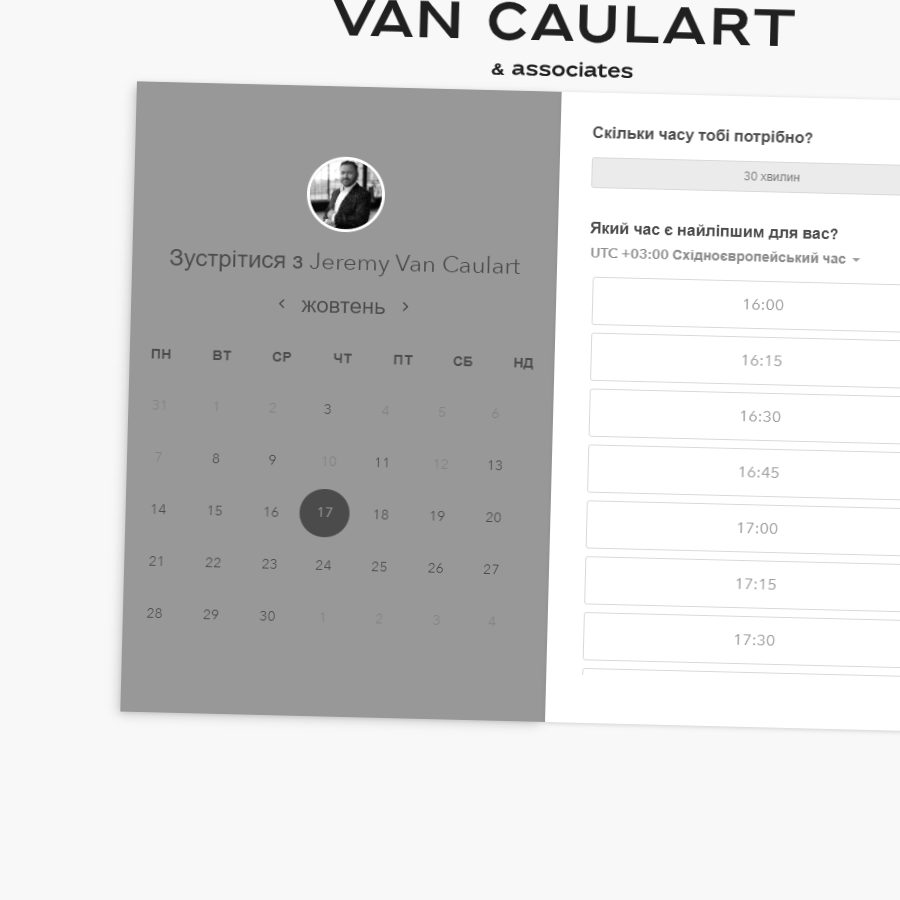 VAN CAULART
& associates
Зустрітися з Jeremy Van Caulart
‹ жовтень ›
ПН ВТ СР ЧТ ПТ СБ НД
31 1 2 3 4 5 6
7 8 9 10 11 12 13
14 15 16 17 18 19 20
21 22 23 24 25 26 27
28 29 30 1 2 3 4
Скільки часу тобі потрібно?
30 хвилин
Який час є найліпшим для вас?
UTC +03:00 Східноєвропейський час
16:00
16:15
16:30
16:45
17:00
17:15
17:30